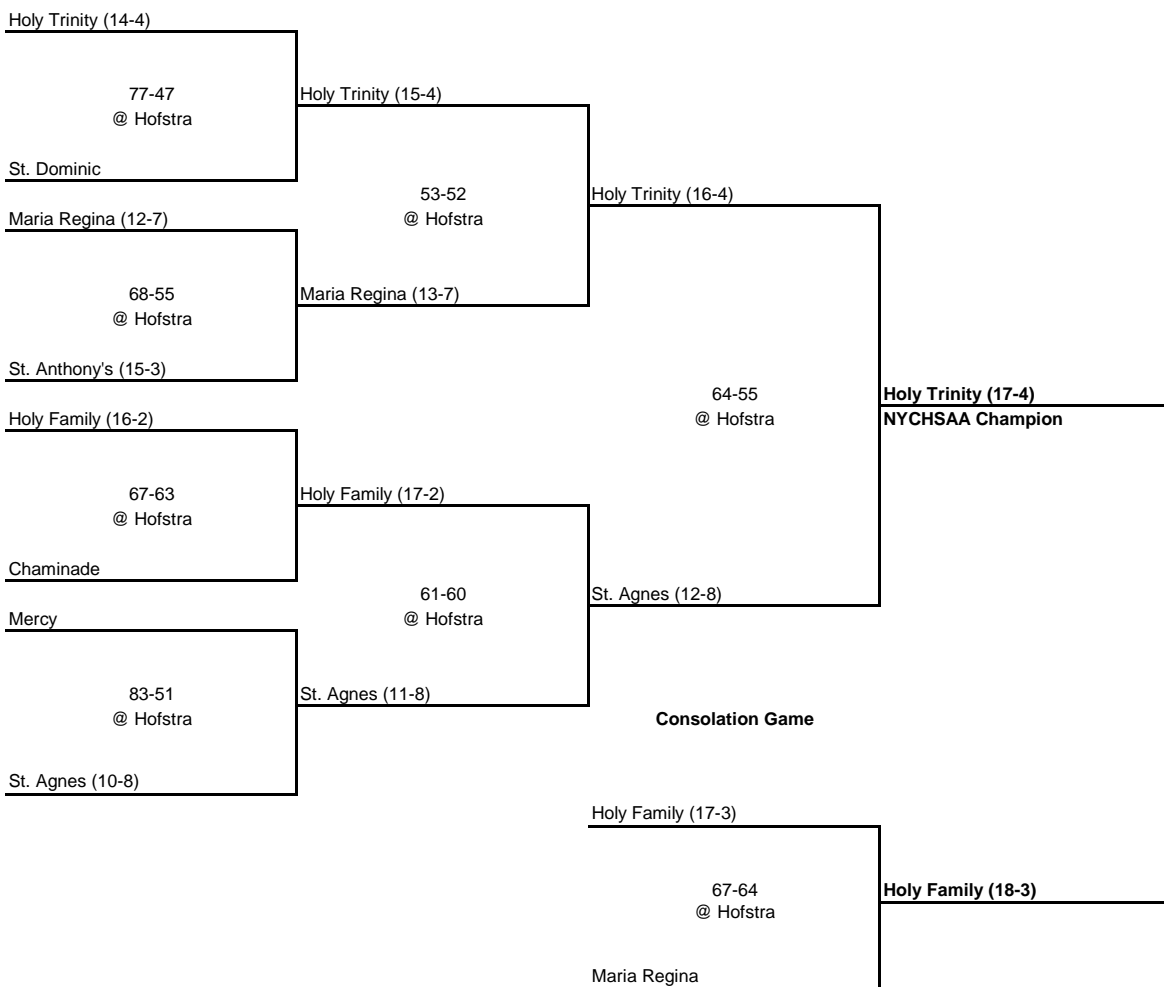 Holy Trinity (14-4)
77-47
@ Hofstra
Holy Trinity (15-4)
St. Dominic
53-52
@ Hofstra
Holy Trinity (16-4)
Maria Regina (12-7)
68-55
@ Hofstra
Maria Regina (13-7)
St. Anthony's (15-3)
64-55
@ Hofstra
Holy Trinity (17-4)
NYCHSAA Champion
Holy Family (16-2)
67-63
@ Hofstra
Holy Family (17-2)
Chaminade
61-60
@ Hofstra
St. Agnes (12-8)
Mercy
83-51
@ Hofstra
St. Agnes (11-8)
Consolation Game
St. Agnes (10-8)
Holy Family (17-3)
67-64
@ Hofstra
Holy Family (18-3)
Maria Regina